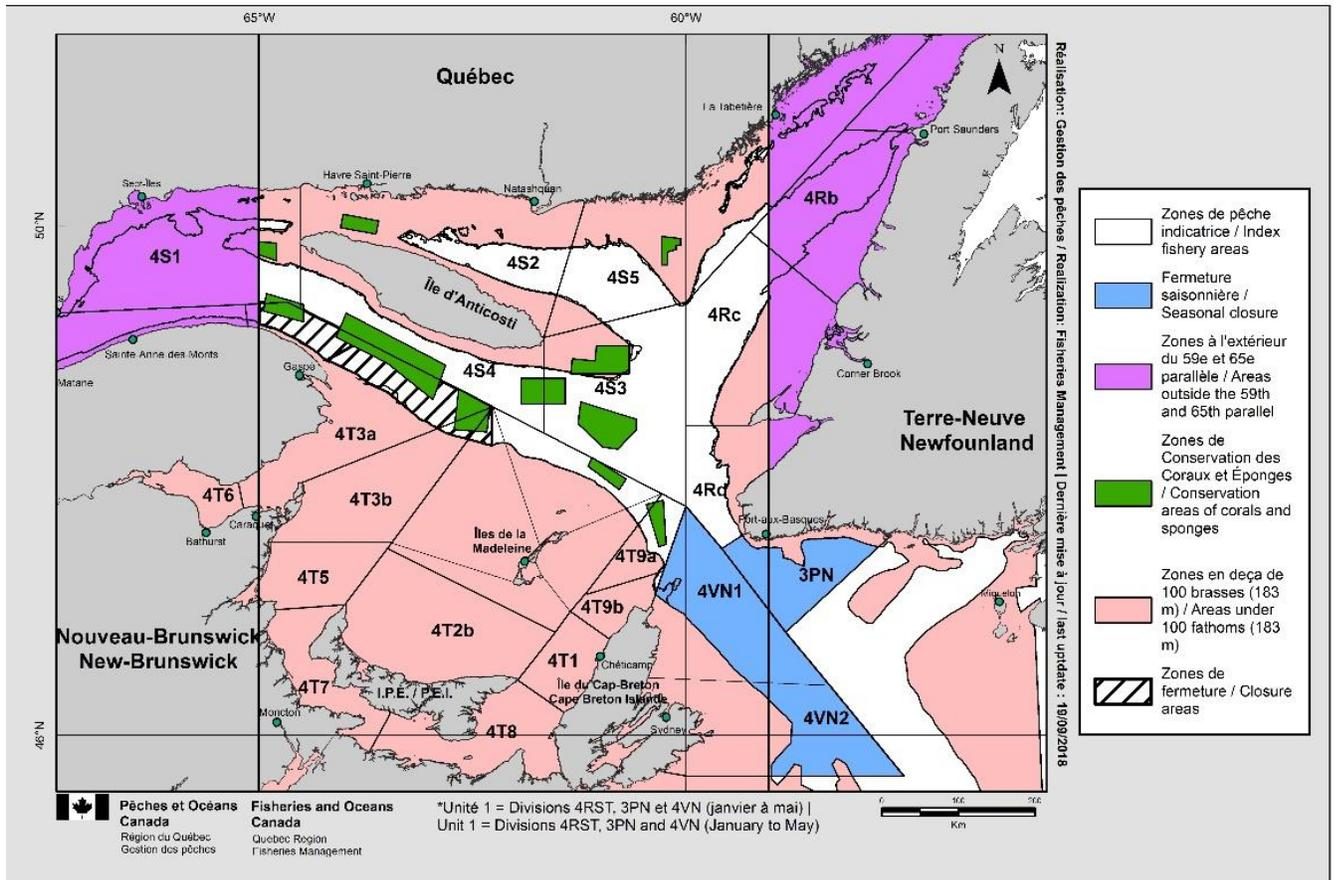 65°W
60°W
Québec
N
La Tabetière
Port Saunders
Havre Saint-Pierre
Sept-Îles
Natashquan
50°N
4Rb
4S1
4S2
4S5
Île d'Anticosti
4Rc
Sainte Anne des Monts
Corner Brook
Gaspé
4S4
Matane
4S3
Terre-Neuve
Newfounland
4T3a
4T6
4T3b
4Rd
Caraquet
Port-aux-Basques
Bathurst
Îles de la
Madeleine
4T9a
4T5
4VN1
3PN
4T9b
Miquelon
Nouveau-Brunswick
New-Brunswick
4T2b
4T1
Chéticamp
4T7
I.P.E. / P.E.I.
Île du Cap-Breton
Cape Breton Islande
Moncton
4T8
Sydney
4VN2
46°N
Réalisation: Gestion des pêches / Realization: Fisheries Management | Dernière mise à jour / last uptdate : 19/09/2018
Zones de pêche
indicatrice / Index
fishery areas
Fermeture
saisonnière /
Seasonal closure
Zones à l'extérieur
du 59e et 65e
parallèle / Areas
outside the 59th
and 65th parallel
Zones de
Conservation des
Coraux et Éponges
/ Conservation
areas of corals and
sponges
Zones en deça de
100 brasses (183
m) / Areas under
100 fathoms (183
m)
Zones de
fermeture / Closure
areas
Pêches et Océans
Canada
Région du Québec
Gestion des pêches
Fisheries and Oceans
Canada
Quebec Region
Fisheries Management
*Unité 1 = Divisions 4RST, 3PN et 4VN (janvier à mai) |
Unit 1 = Divisions 4RST, 3PN and 4VN (January to May)
0 100 200
Km